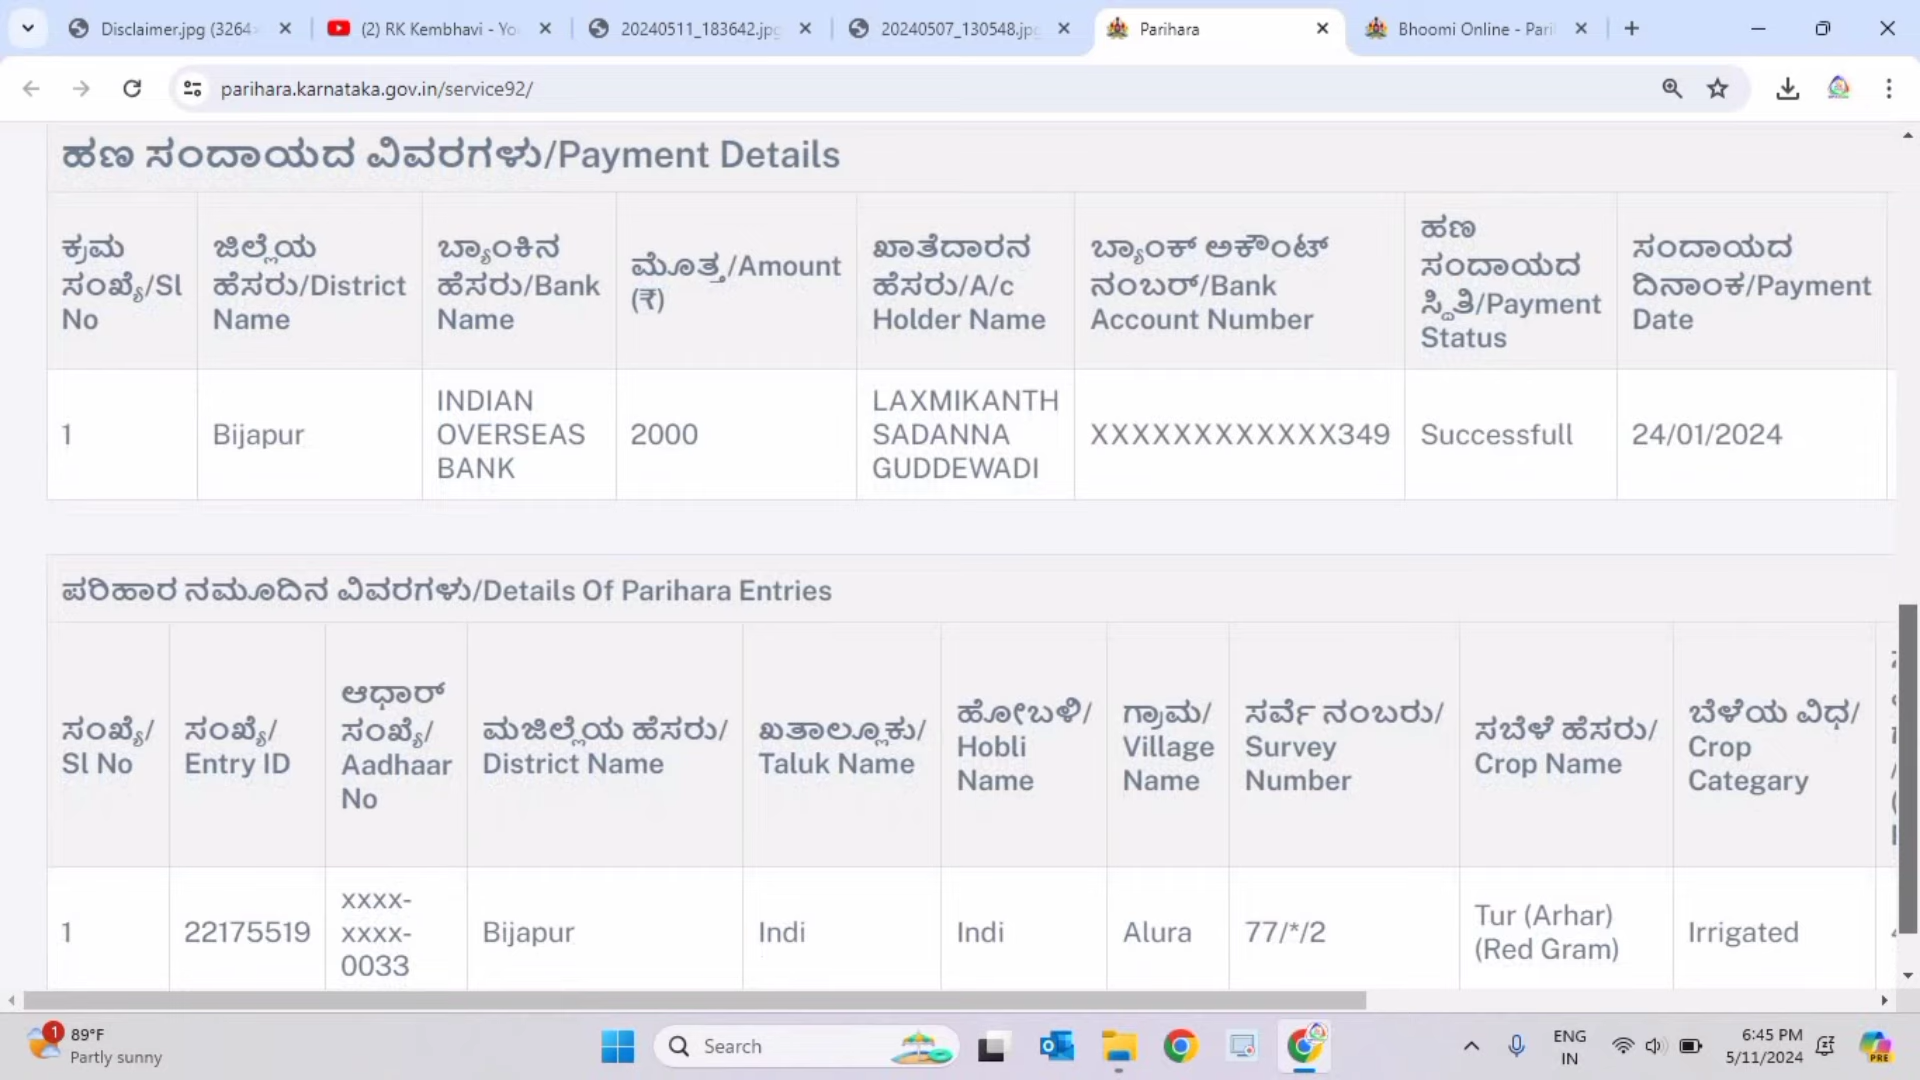 Disclaimer.jpg (3264
(2) RK Kembhavi - Yo
20240511_183642.jpg
20240507_130548.jpg
Parihara
Bhoomi Online - Pari
parihara.karnataka.gov.in/service92/
ಹಣ ಸಂದಾಯದ ವಿವರಗಳು/Payment Details
ಕ್ರಮ
ಸಂಖ್ಯೆ/Sl
No
ಜಿಲ್ಲೆಯ
ಹೆಸರು/District
Name
ಬ್ಯಾಂಕಿನ
ಹೆಸರು/Bank
Name
ಮೊತ್ತ/Amount
(₹)
ಖಾತೆದಾರನ
ಹೆಸರು/A/c
Holder Name
ಬ್ಯಾಂಕ್ ಅಕೌಂಟ್
ನಂಬರ್/Bank
Account Number
ಹಣ
ಸಂದಾಯದ
ಸ್ಥಿತಿ/Payment
Status
ಸಂದಾಯದ
ದಿನಾಂಕ/Payment
Date
1
Bijapur
INDIAN
OVERSEAS
BANK
2000
LAXMIKANTH
SADANNA
GUDDEWADI
XXXXXXXXXXXX349
Successfull
24/01/2024
ಪರಿಹಾರ ನಮೂದಿನ ವಿವರಗಳು/Details Of Parihara Entries
ಸಂಖ್ಯೆ/
Sl No
ಸಂಖ್ಯೆ/
Entry ID
ಆಧಾರ್
ಸಂಖ್ಯೆ/
Aadhaar
No
ಮಜಿಲ್ಲೆಯ ಹೆಸರು/
District Name
ಖತಾಲ್ಲೂಕು/
Taluk Name
ಹೋಬಳಿ/
Hobli
Name
ಗ್ರಾಮ/
Village
Name
ಸರ್ವೆ ನಂಬರು/
Survey
Number
ಸಬೆಳೆ ಹೆಸರು/
Crop Name
ಬೆಳೆಯ ವಿಧ/
Crop
Categary
1
22175519
xxxx-
xxxx-
0033
Bijapur
Indi
Indi
Alura
77/*/2
Tur (Arhar)
(Red Gram)
Irrigated
1
89°F
Partly sunny
Search
ENG
IN
6:45 PM
5/11/2024
PRE